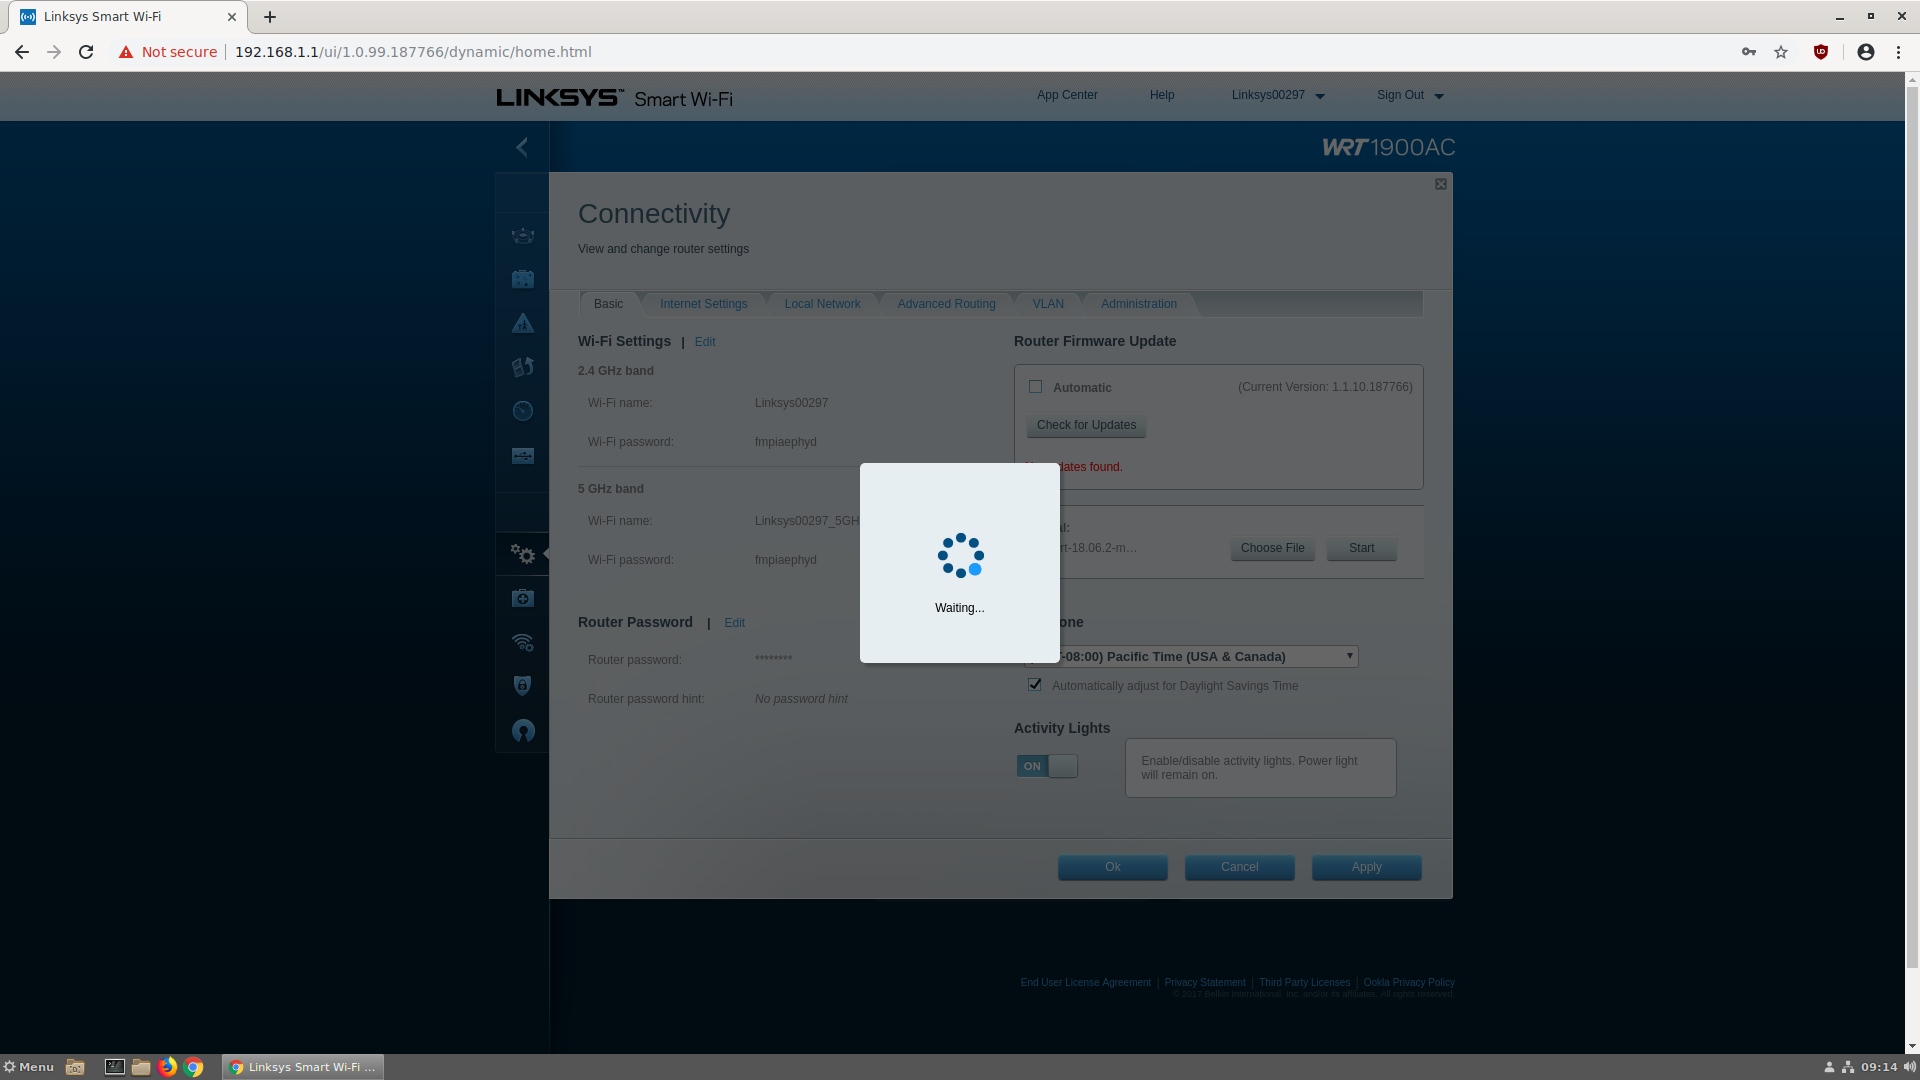 Linksys Smart Wi-Fi
Not secure
192.168.1.1/ui/1.0.99.187766/dynamic/home.html
LINKSYS™ Smart Wi-Fi
App Center
Help
Linksys00297
Sign Out
WRT1900AC
Connectivity
View and change router settings
Basic
Internet Settings
Local Network
Advanced Routing
VLAN
Administration
Wi-Fi Settings | Edit
2.4 GHz band
Wi-Fi name: Linksys00297
Wi-Fi password: fmpiaephyd
5 GHz band
Wi-Fi name: Linksys00297_5GH
Wi-Fi password: fmpiaephyd
Router Password | Edit
Router password: ********
Router password hint: No password hint
Router Firmware Update
Automatic (Current Version: 1.1.10.187766)
Check for Updates
dates found.
l:
rt-18.06.2-m... Choose File Start
Waiting...
one
-08:00) Pacific Time (USA & Canada)
Automatically adjust for Daylight Savings Time
Activity Lights
ON
Enable/disable activity lights. Power light
will remain on.
Ok
Cancel
Apply
End User License Agreement | Privacy Statement | Third Party Licenses | Ookla Privacy Policy
© 2017 Belkin International, Inc. and/or its affiliates. All rights reserved.
Menu
Linksys Smart Wi-Fi ...
09:14